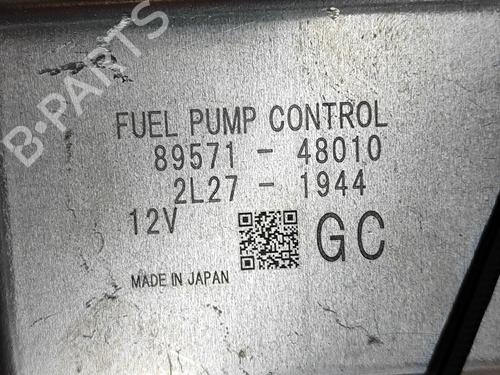 B-PARTS
FUEL PUMP CONTROL
89571 - 48010
2L27 - 1944
12V
GC
MADE IN JAPAN